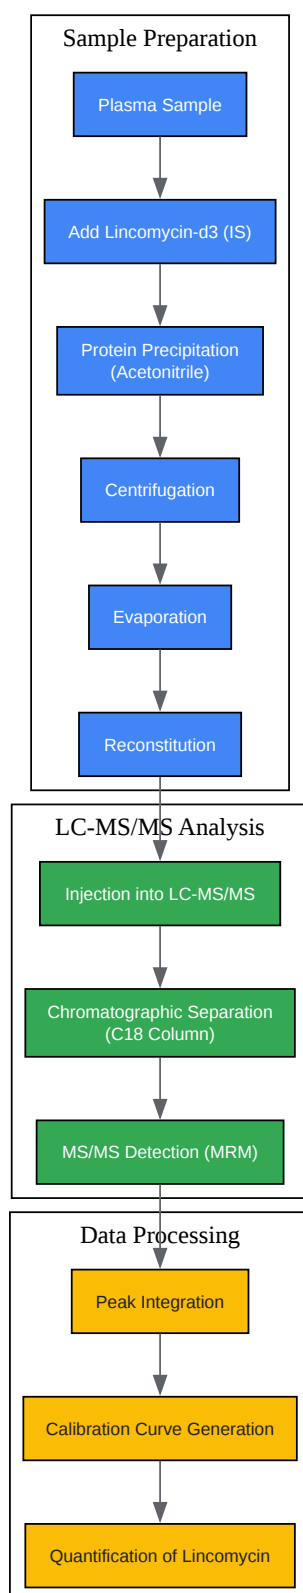 Sample Preparation
Plasma Sample
Add Lincomycin-d3 (IS)
Protein Precipitation
(Acetonitrile)
Centrifugation
Evaporation
Reconstitution
LC-MS/MS Analysis
Injection into LC-MS/MS
Chromatographic Separation
(C18 Column)
MS/MS Detection (MRM)
Data Processing
Peak Integration
Calibration Curve Generation
Quantification of Lincomycin